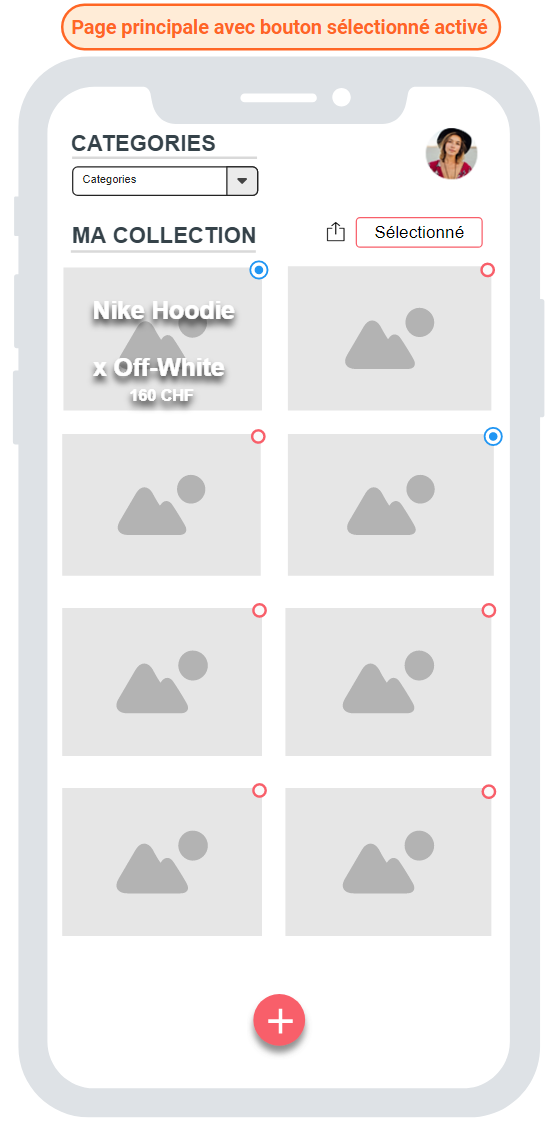 Page principale avec bouton sélectionné activé
CATEGORIES
Categories
MA COLLECTION
Sélectionné
Nike Hoodie
x Off-White
160 CHF